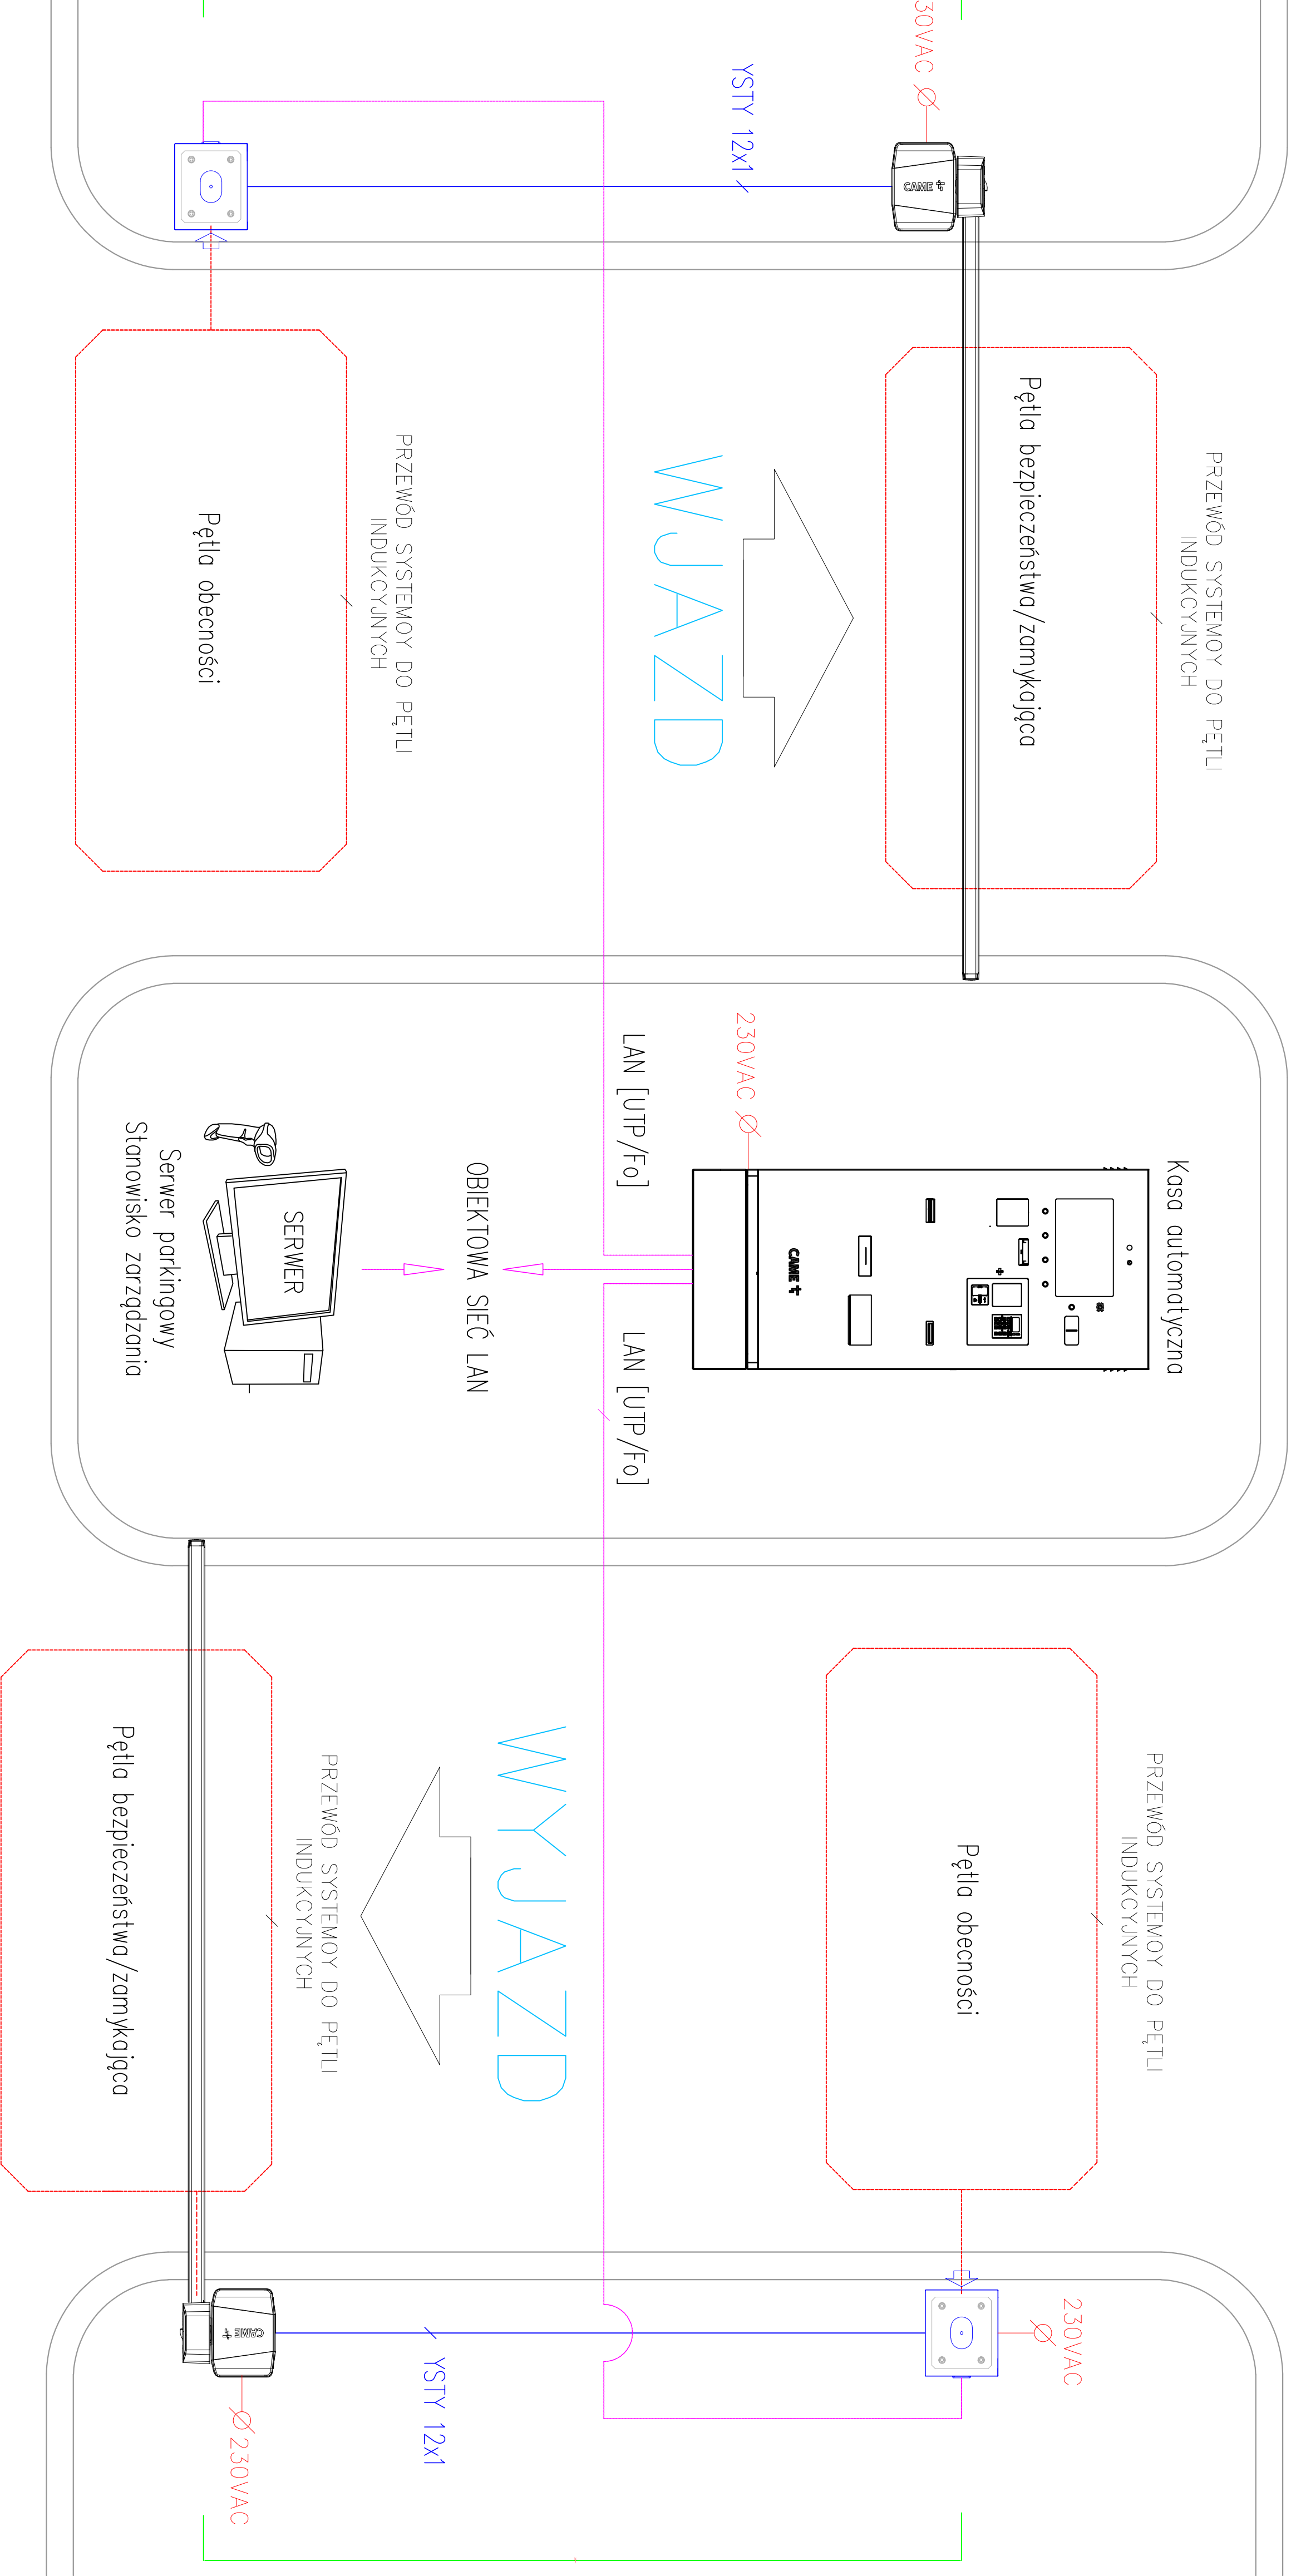 230VAC
YSTY 12x1
CAME
PRZEWÓD SYSTEMOY DO PĘTLI
INDUKCYJNYCH
Pętla bezpieczeństwa/zamykająca
WJAZD
PRZEWÓD SYSTEMOY DO PĘTLI
INDUKCYJNYCH
Pętla obecności
Kasa automatyczna
230VAC
CAME
LAN [UTP/Fo]
LAN [UTP/Fo]
OBIEKTOWA SIEĆ LAN
SERWER
Serwer parkingowy
Stanowisko zarządzania
PRZEWÓD SYSTEMOY DO PĘTLI
INDUKCYJNYCH
Pętla obecności
WYJAZD
PRZEWÓD SYSTEMOY DO PĘTLI
INDUKCYJNYCH
Pętla bezpieczeństwa/zamykająca
230VAC
YSTY 12x1
CAME
230VAC